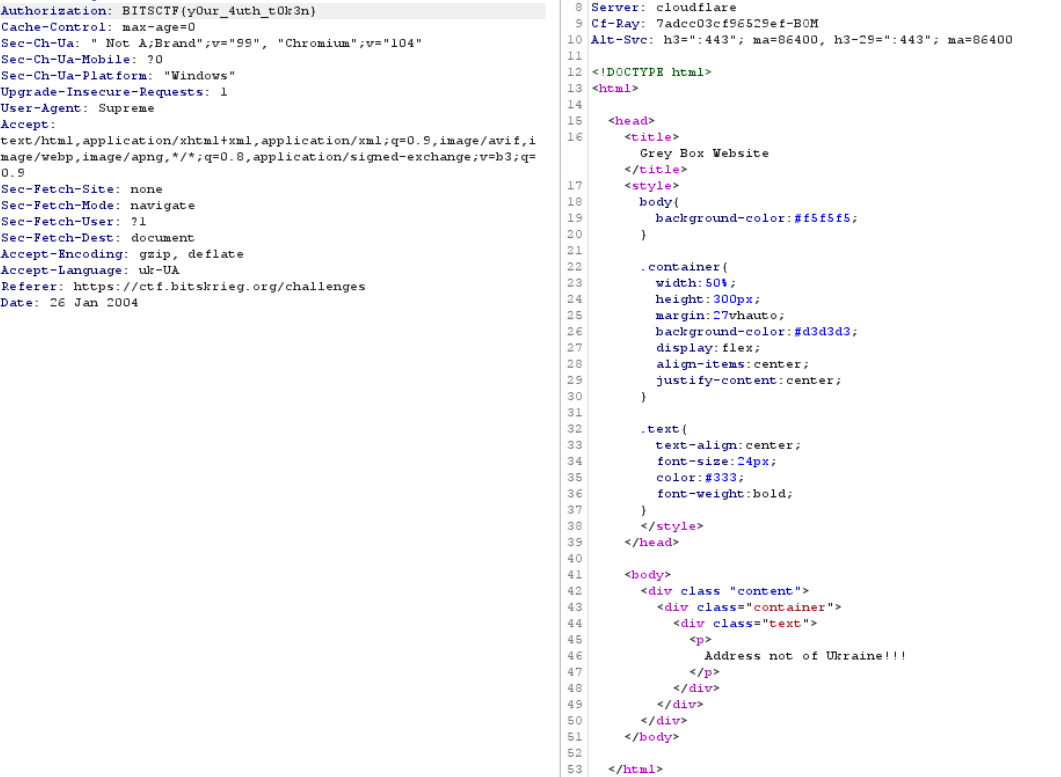 Authorization: BITSCTF{y0ur_4uth_t0k3n}
Cache-Control: max-age=0
Sec-Ch-Ua: " Not A;Brand";v="99", "Chromium";v="104"
Sec-Ch-Ua-Mobile: ?0
Sec-Ch-Ua-Platform: "Windows"
Upgrade-Insecure-Requests: 1
User-Agent: Supreme
Accept:
text/html,application/xhtml+xml,application/xml;q=0.9,image/avif,i
mage/webp,image/apng,*/*;q=0.8,application/signed-exchange;v=b3;q=
0.9
Sec-Fetch-Site: none
Sec-Fetch-Mode: navigate
Sec-Fetch-User: ?1
Sec-Fetch-Dest: document
Accept-Encoding: gzip, deflate
Accept-Language: uk-UA
Referer: https://ctf.bitskrieg.org/challenges
Date: 26 Jan 2004
8 Server: cloudflare
9 Cf-Ray: 7adcc03cf96529ef-BOM
10 Alt-Svc: h3=":443"; ma=86400, h3-29=":443"; ma=86400
11
12 <!DOCTYPE html>
13 <html>
14
15 <head>
16 <title>
Grey Box Website
</title>
17 <style>
18 body{
19 background-color:#f5f5f5;
20 }
21
22 .container{
23 width:50%;
24 height:300px;
25 margin:27vhauto;
26 background-color:#d3d3d3;
27 display:flex;
28 align-items:center;
29 justify-content:center;
30 }
31
32 .text{
33 text-align:center;
34 font-size:24px;
35 color:#333;
36 font-weight:bold;
37 }
38 </style>
39 </head>
40
41 <body>
42 <div class "content">
43 <div class="container">
44 <div class="text">
45 <p>
46 Address not of Ukraine!!!
47 </p>
48 </div>
49 </div>
50 </div>
51 </body>
52
53 </html>